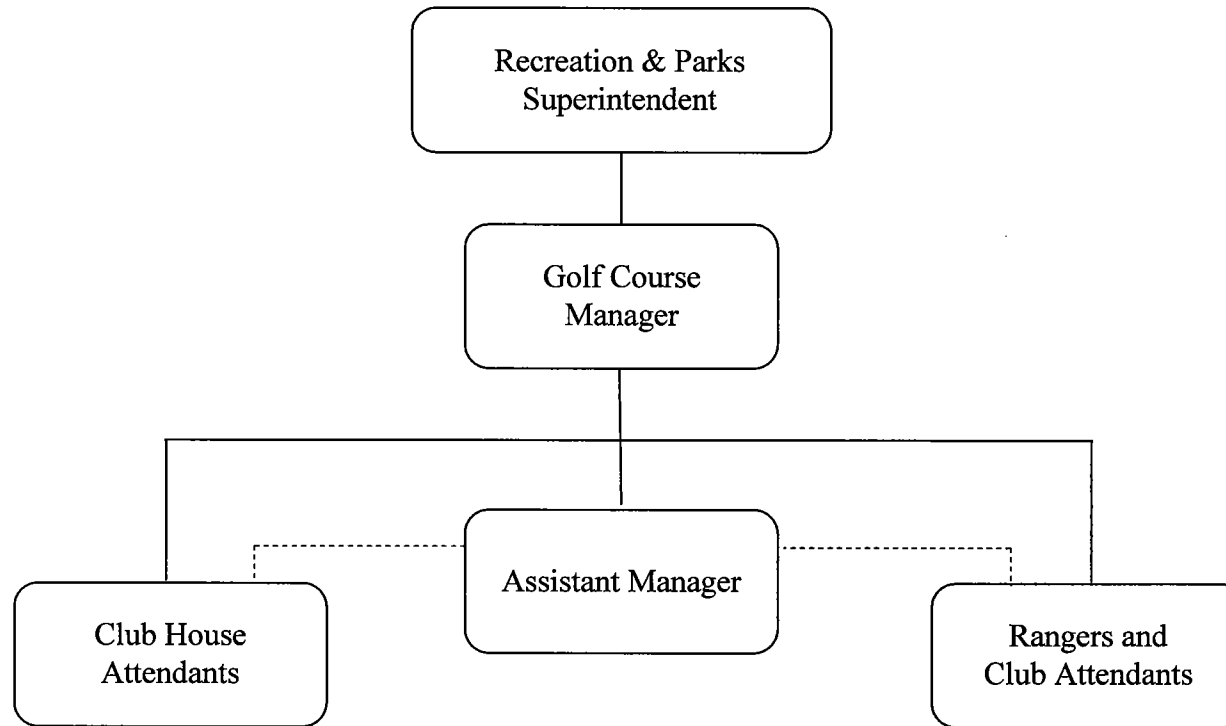 Recreation & Parks
Superintendent
Golf Course
Manager
Assistant Manager
Club House
Attendants
Rangers and
Club Attendants